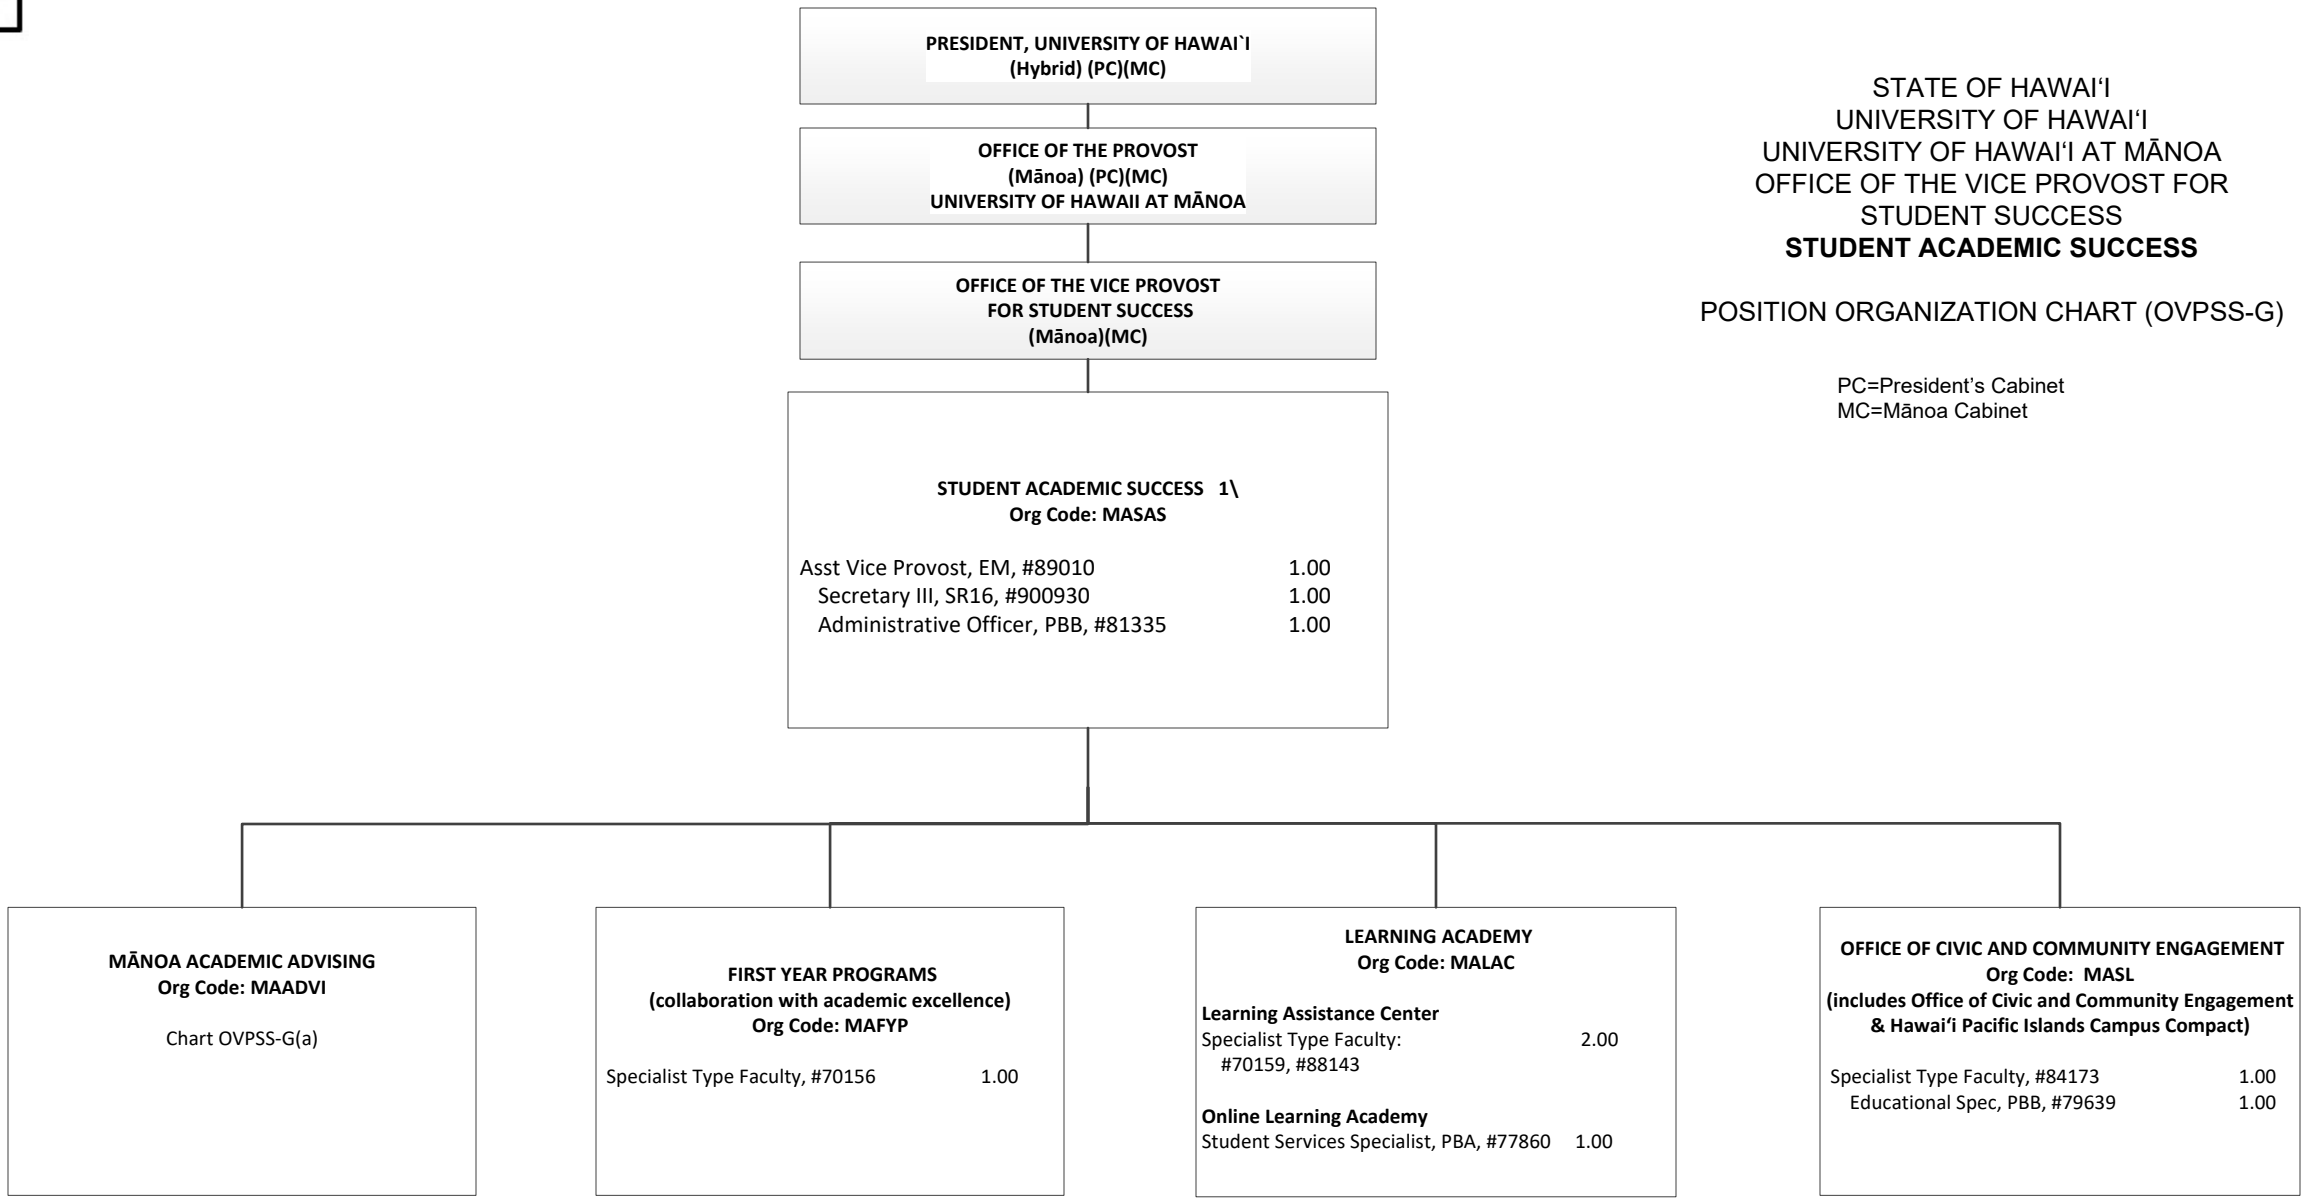 PRESIDENT, UNIVERSITY OF HAWAI`I
(Hybrid) (PC)(MC)
OFFICE OF THE PROVOST
(Mānoa) (PC)(MC)
UNIVERSITY OF HAWAII AT MĀNOA
OFFICE OF THE VICE PROVOST
FOR STUDENT SUCCESS
(Mānoa)(MC)
STATE OF HAWAI‘I
UNIVERSITY OF HAWAI‘I
UNIVERSITY OF HAWAI‘I AT MĀNOA
OFFICE OF THE VICE PROVOST FOR
STUDENT SUCCESS
STUDENT ACADEMIC SUCCESS
POSITION ORGANIZATION CHART (OVPSS-G)
PC=President’s Cabinet
MC=Mānoa Cabinet
STUDENT ACADEMIC SUCCESS 1\
Org Code: MASAS
Asst Vice Provost, EM, #89010 1.00
Secretary III, SR16, #900930 1.00
Administrative Officer, PBB, #81335 1.00
MĀNOA ACADEMIC ADVISING
Org Code: MAADVI
Chart OVPSS-G(a)
FIRST YEAR PROGRAMS
(collaboration with academic excellence)
Org Code: MAFYP
Specialist Type Faculty, #70156 1.00
LEARNING ACADEMY
Org Code: MALAC
Learning Assistance Center
Specialist Type Faculty: 2.00
#70159, #88143
Online Learning Academy
Student Services Specialist, PBA, #77860 1.00
OFFICE OF CIVIC AND COMMUNITY ENGAGEMENT
Org Code: MASL
(includes Office of Civic and Community Engagement
& Hawai‘i Pacific Islands Campus Compact)
Specialist Type Faculty, #84173 1.00
Educational Spec, PBB, #79639 1.00